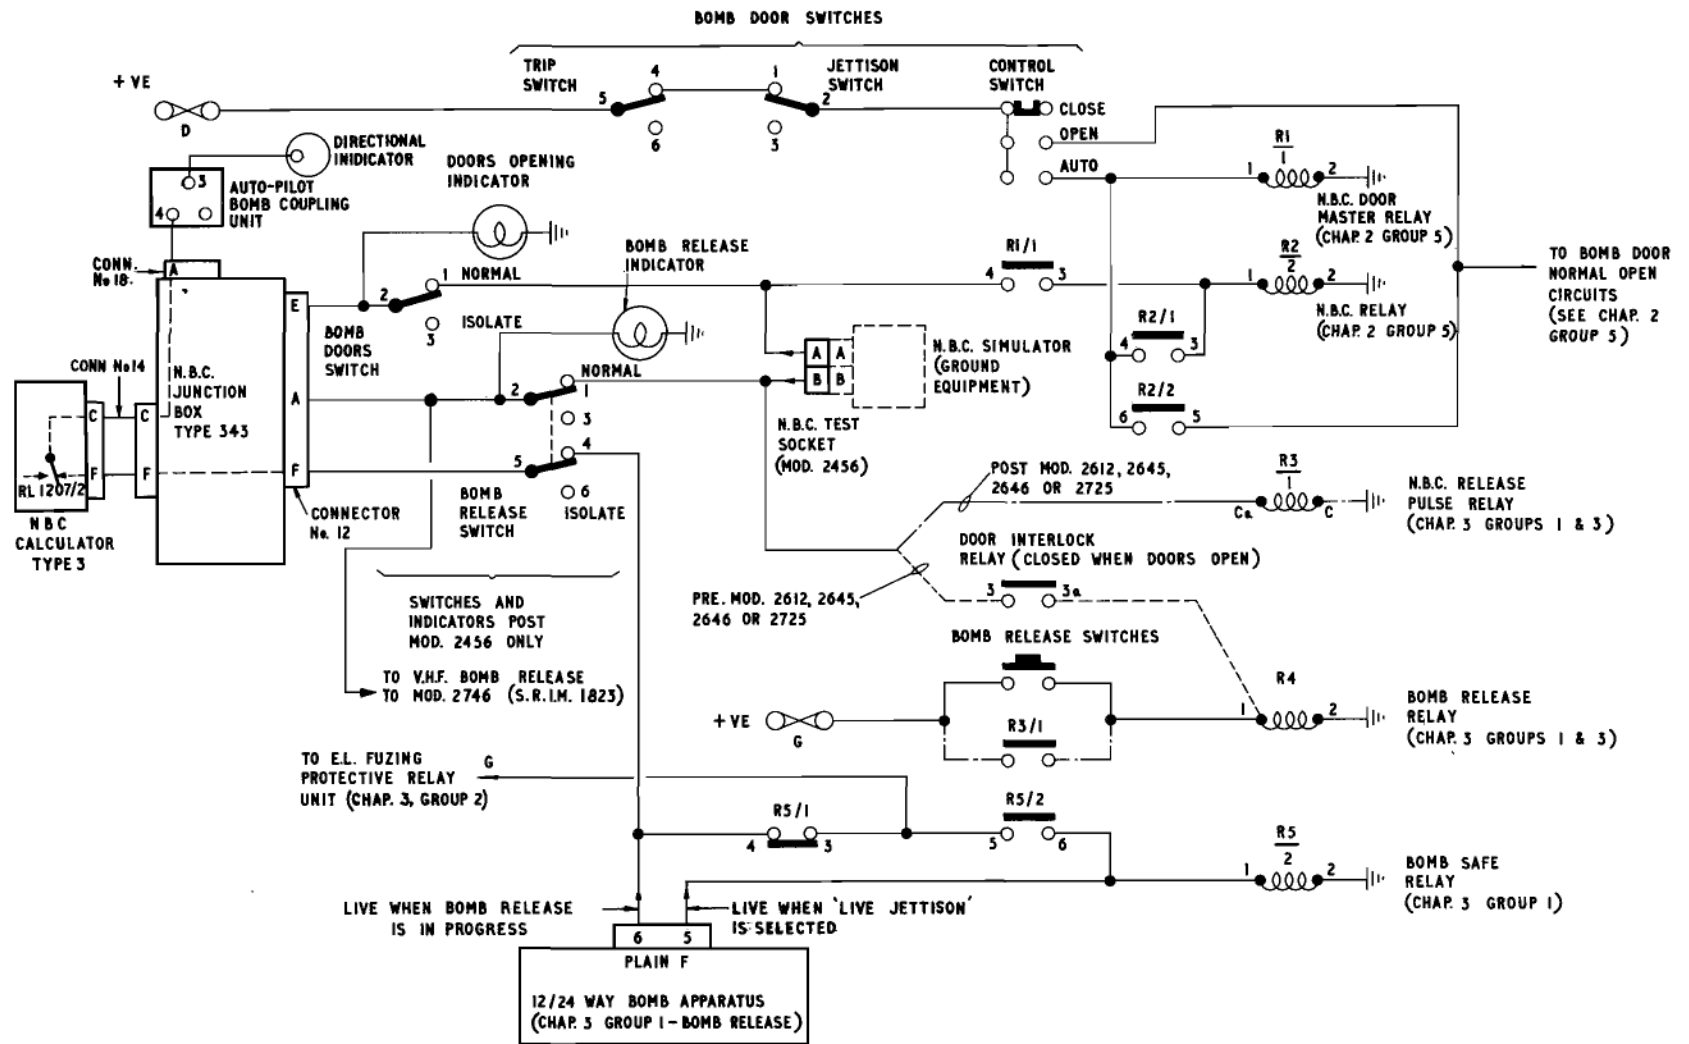 BOMB DOOR SWITCHES
+ VE
D
TRIP
SWITCH
5
4
6
JETTISON
SWITCH
1
2
3
CONTROL
SWITCH
CLOSE
OPEN
AUTO
R1
1
1
2
N.B.C. DOOR
MASTER RELAY
(CHAP. 2 GROUP 5)
DIRECTIONAL
INIDICATOR
3
4
AUTO-PILOT
BOMB COUPLING
UNIT
DOORS OPENING
INDICATOR
BOMB RELEASE
INDICATOR
R1/1
4
3
R2
2
1
2
N.B.C. RELAY
(CHAP. 2 GROUP 5)
TO BOMB DOOR
NORMAL OPEN
CIRCUITS
(SEE CHAP. 2
GROUP 5)
CONN.
No 18.
A
1
NORMAL
2
ISOLATE
3
BOMB
DOORS
SWITCH
E
A
F
R2/1
4
3
R2/2
6
5
A
A
B
B
N.B.C. SIMULATOR
(GROUND
EQUIPMENT)
N.B.C. TEST
SOCKET
(MOD. 2456)
CONN No 14
N.B.C.
JUNCTION
BOX
TYPE 343
C
C
F
F
RL 1207/2
N B C
CALCULATOR
TYPE 3
NORMAL
2
1
3
4
5
6
ISOLATE
BOMB
RELEASE
SWITCH
CONNECTOR
No. 12
POST MOD. 2612, 2645,
2646 OR 2725
R3
1
Ca
C
N.B.C. RELEASE
PULSE RELAY
(CHAP. 3 GROUPS 1 & 3)
DOOR INTERLOCK
RELAY (CLOSED WHEN DOORS OPEN)
3
3a
PRE. MOD. 2612, 2645,
2646 OR 2725
SWITCHES AND
INDICATORS POST
MOD. 2456 ONLY
BOMB RELEASE SWITCHES
TO V.H.F. BOMB RELEASE
TO MOD. 2746 (S.R.I.M. 1823)
+ VE
G
R3/1
R4
1
2
BOMB RELEASE
RELAY
(CHAP. 3 GROUPS 1 & 3)
TO E.L. FUZING
PROTECTIVE RELAY
UNIT (CHAP. 3, GROUP 2)
G
R5/1
4
3
R5/2
5
6
R5
2
1
2
BOMB SAFE
RELAY
(CHAP. 3 GROUP 1)
LIVE WHEN BOMB RELEASE
IS IN PROGRESS
LIVE WHEN 'LIVE JETTISON'
IS SELECTED
6
5
PLAIN F
12/24 WAY BOMB APPARATUS
(CHAP. 3 GROUP 1 – BOMB RELEASE)